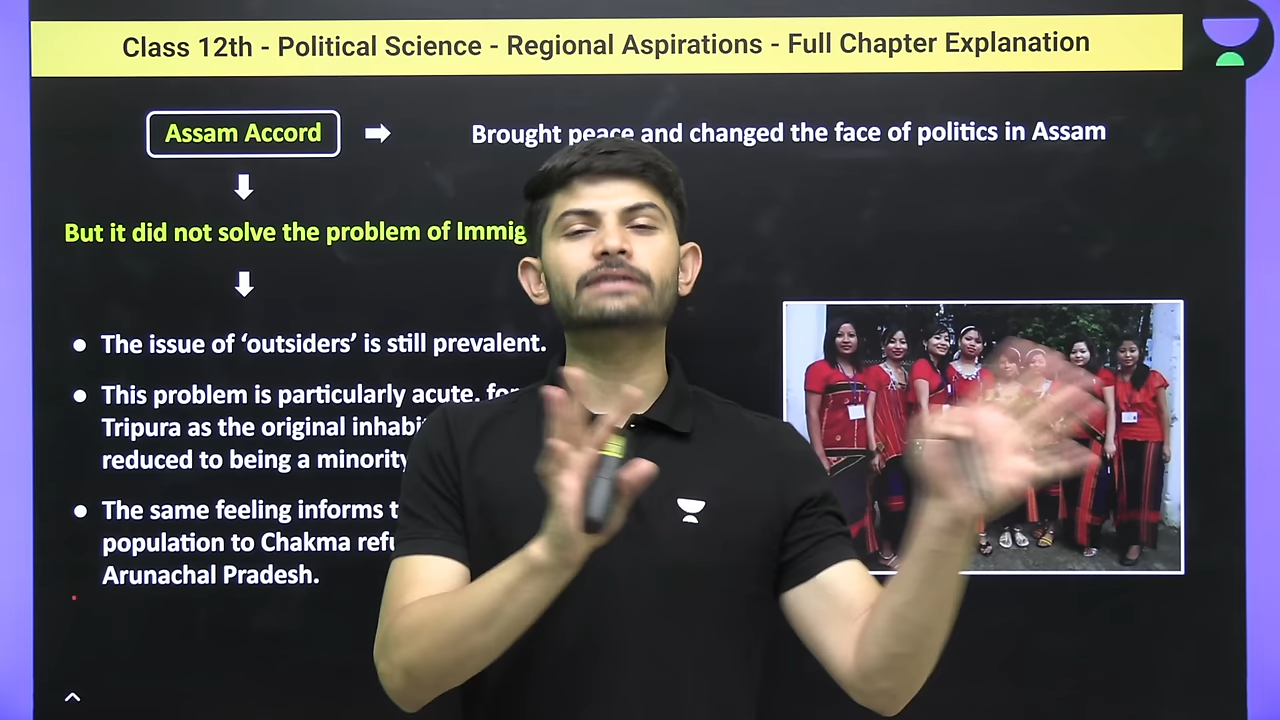 Class 12th - Political Science - Regional Aspirations - Full Chapter Explanation
Assam Accord
Brought peace and changed the face of politics in Assam
But it did not solve the problem of Immig
The issue of ‘outsiders’ is still prevalent.
This problem is particularly acute, for
Tripura as the original inhabi
reduced to being a minority
The same feeling informs t
population to Chakma refu
Arunachal Pradesh.